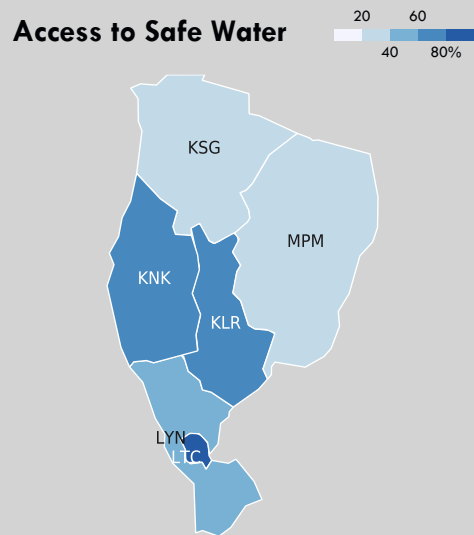 Access to Safe Water
20 60
40 80%
KSG
MPM
KNK
KLR
LYN
LTC